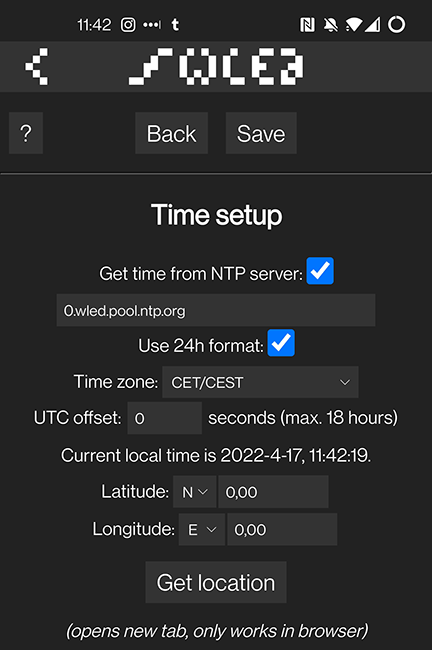 11:42
WLED
?
Back
Save
Time setup
Get time from NTP server:
0.wled.pool.ntp.org
Use 24h format:
Time zone: CET/CEST
UTC offset: 0 seconds (max. 18 hours)
Current local time is 2022-4-17, 11:42:19.
Latitude: N 0,00
Longitude: E 0,00
Get location
(opens new tab, only works in browser)